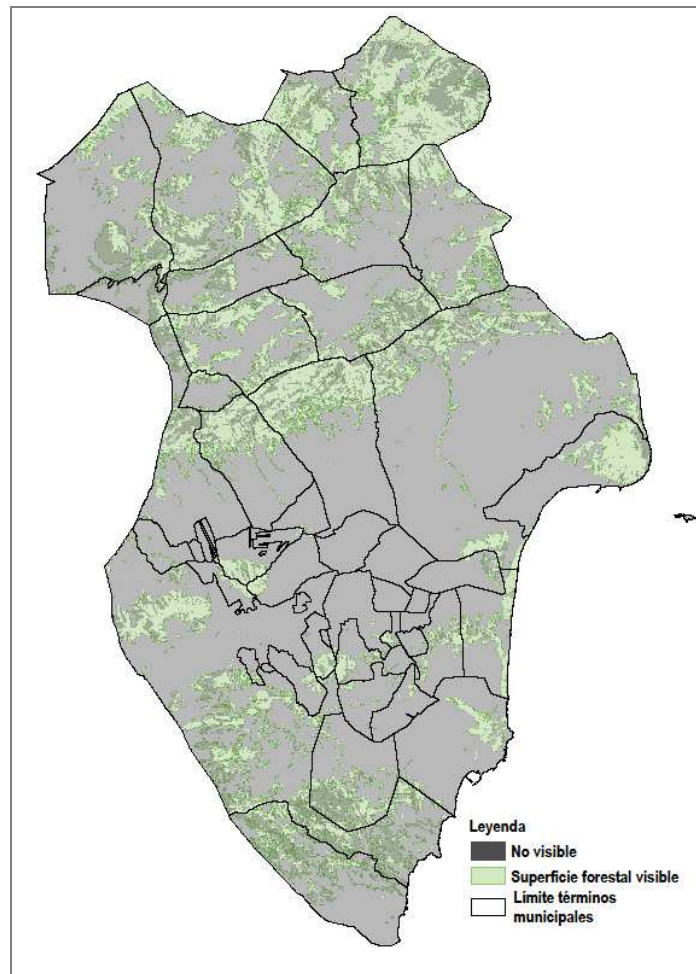 Leyenda
No visible
Superficie forestal visible
Límite términos
municipales